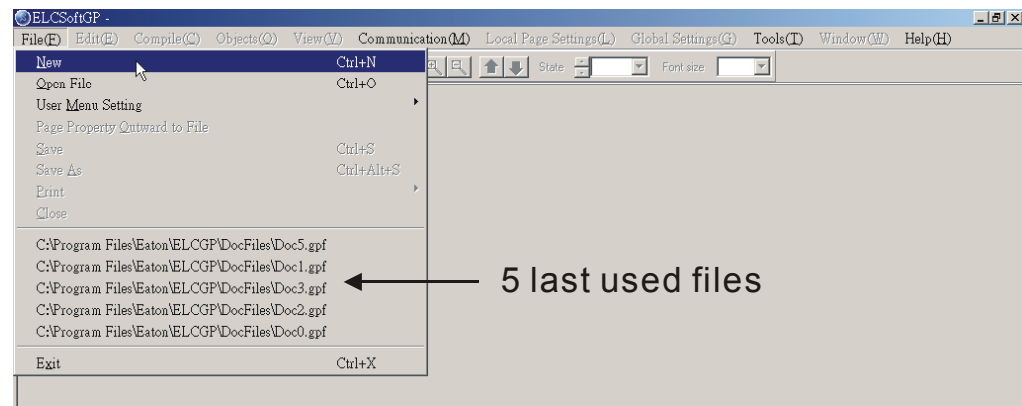 ELCSoftGP -
File(F) Edit(E) Compile(C) Objects(O) View(V) Communication(M) Local Page Settings(L) Global Settings(G) Tools(T) Window(W) Help(H)
New Ctrl+N
State Font size
Open File Ctrl+O
User Menu Setting
Page Property Outward to File
Save Ctrl+S
Save As Ctrl+Alt+S
Print
Close
C:\Program Files\Eaton\ELCGP\DocFiles\Doc5.gpf
C:\Program Files\Eaton\ELCGP\DocFiles\Doc1.gpf
C:\Program Files\Eaton\ELCGP\DocFiles\Doc3.gpf
5 last used files
C:\Program Files\Eaton\ELCGP\DocFiles\Doc2.gpf
C:\Program Files\Eaton\ELCGP\DocFiles\Doc0.gpf
Exit Ctrl+X